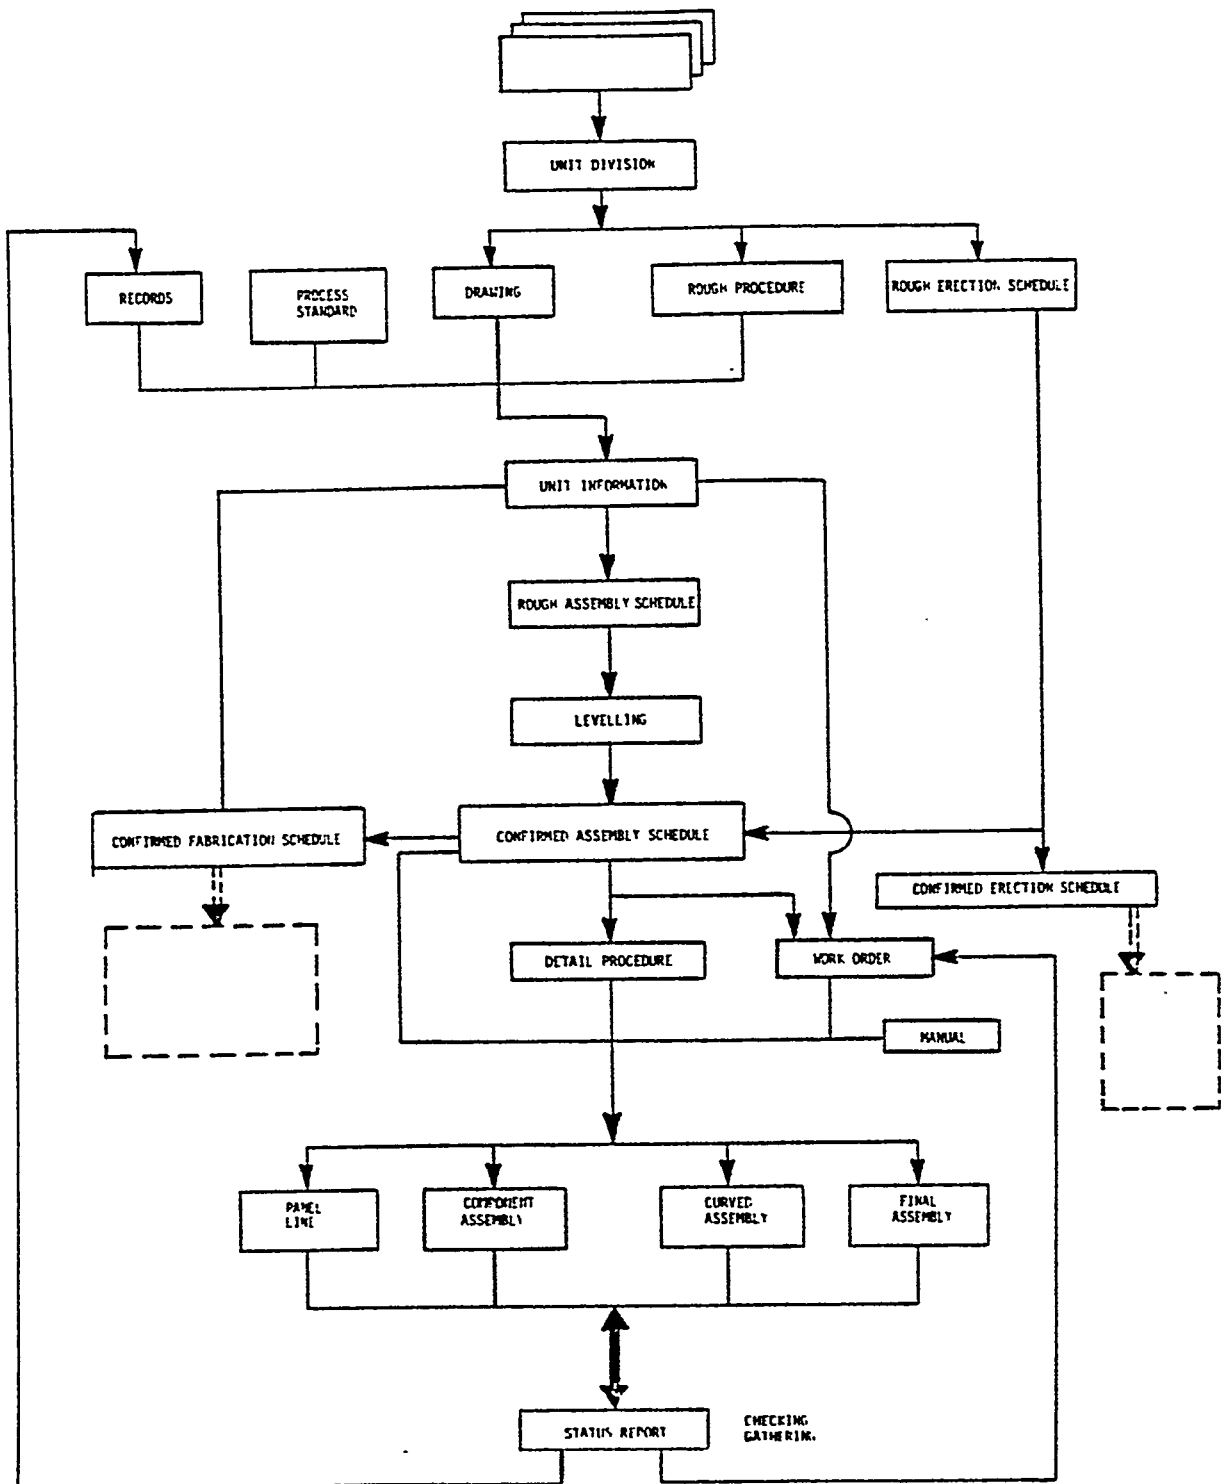 UNIT DIVISION
RECORDS
PROCESS
STANDARD
DRAWING
ROUGH PROCEDURE
ROUGH ERECTION SCHEDULE
UNIT INFORMATION
ROUGH ASSEMBLY SCHEDULE
LEVELLING
CONFIRMED FABRICATION SCHEDULE
CONFIRMED ASSEMBLY SCHEDULE
CONFIRMED ERECTION SCHEDULE
DETAIL PROCEDURE
WORK ORDER
MANUAL
PANEL
LINE
COMPONENT
ASSEMBLY
CURVED
ASSEMBLY
FINAL
ASSEMBLY
STATUS REPORT
CHECKING
GATHERING